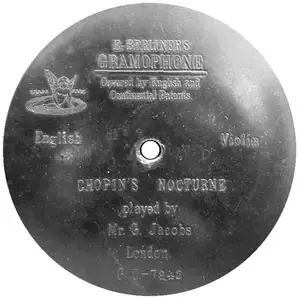 E. BERLINER'S
GRAMOPHONE
Covered by English and
Continental Patents.
English
Violin
CHOPIN'S NOCTURNE
played by
Mr. G. Jacobs
London